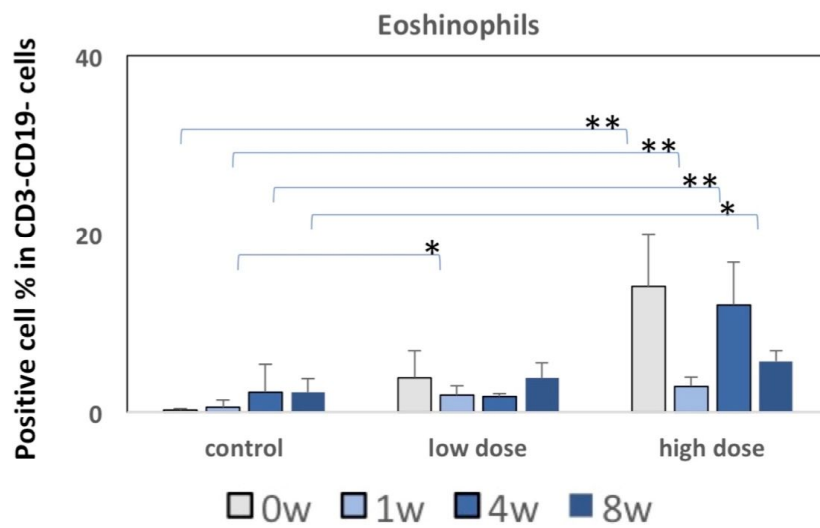 Eoshinophils
Positive cell % in CD3-CD19- cells
40
20
0
**
**
**
*
*
control low dose high dose
0w 1w 4w 8w